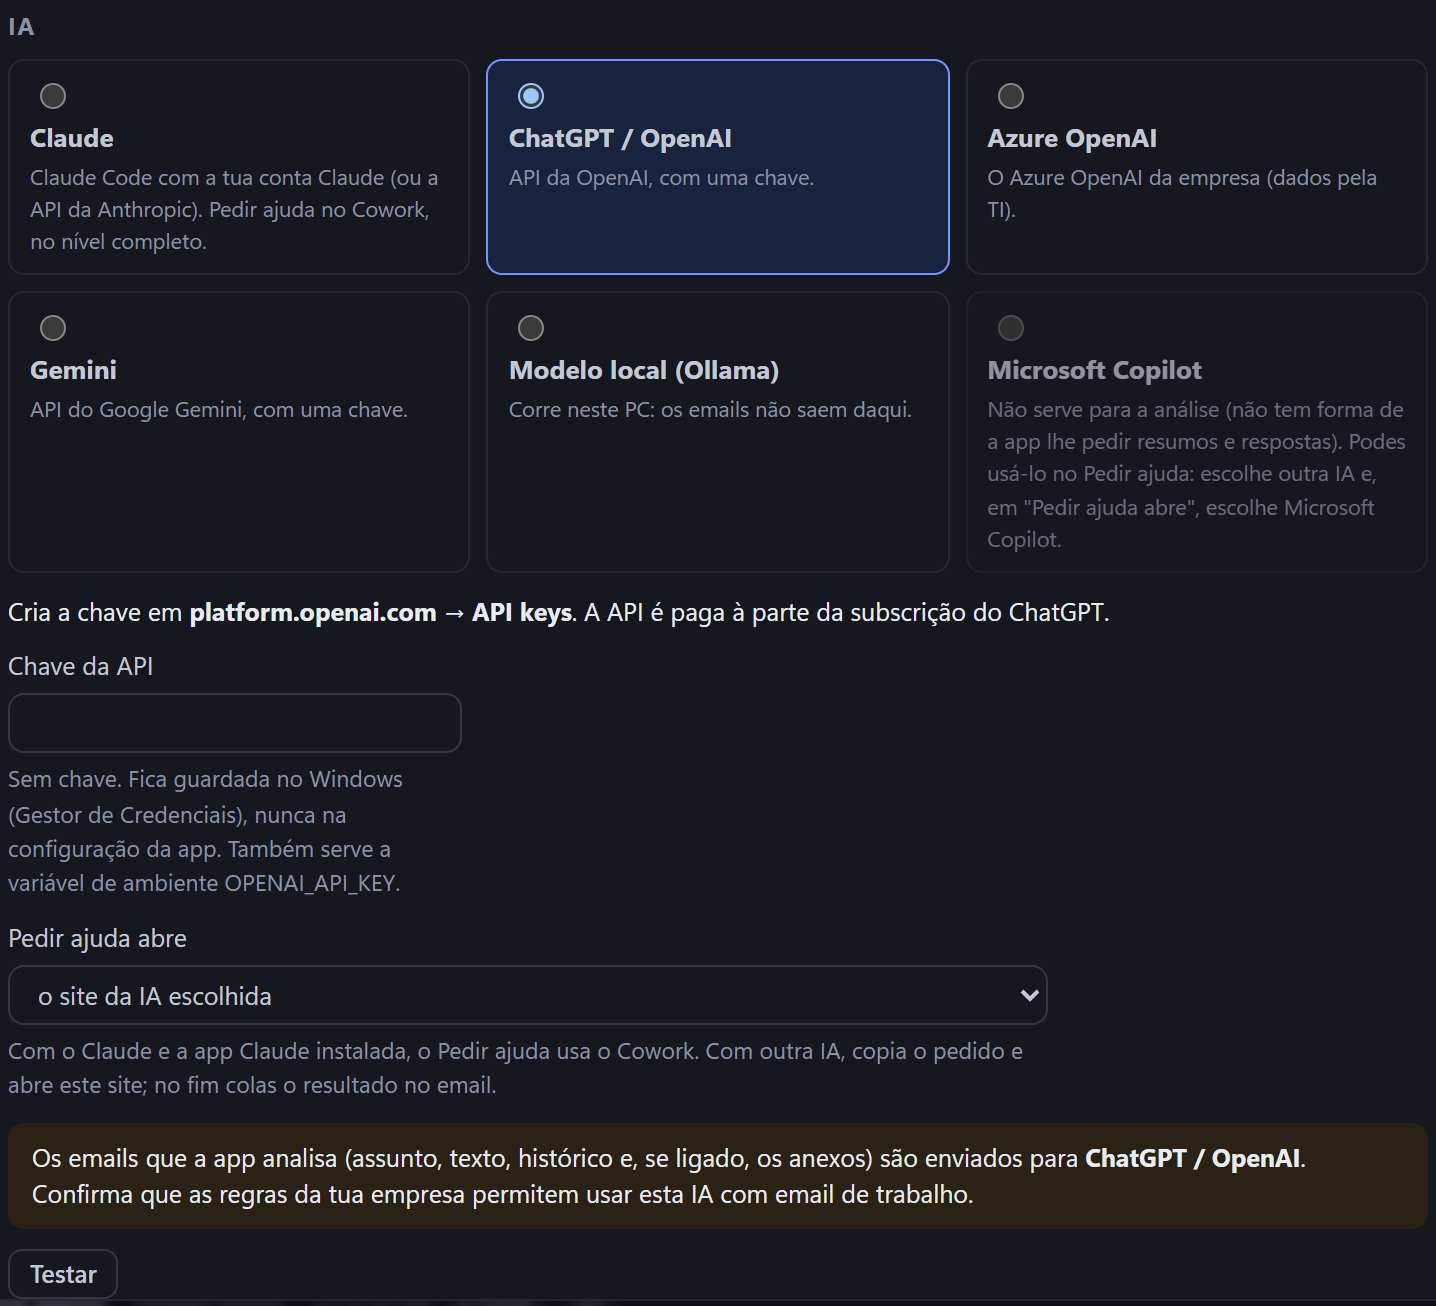 IA
Claude
Claude Code com a tua conta Claude (ou a
API da Anthropic). Pedir ajuda no Cowork,
no nível completo.
ChatGPT / OpenAI
API da OpenAI, com uma chave.
Azure OpenAI
O Azure OpenAI da empresa (dados pela
TI).
Gemini
API do Google Gemini, com uma chave.
Modelo local (Ollama)
Corre neste PC: os emails não saem daqui.
Microsoft Copilot
Não serve para a análise (não tem forma de
a app lhe pedir resumos e respostas). Podes
usá-lo no Pedir ajuda: escolhe outra IA e,
em "Pedir ajuda abre", escolhe Microsoft
Copilot.
Cria a chave em platform.openai.com → API keys. A API é paga à parte da subscrição do ChatGPT.
Chave da API
Sem chave. Fica guardada no Windows
(Gestor de Credenciais), nunca na
configuração da app. Também serve a
variável de ambiente OPENAI_API_KEY.
Pedir ajuda abre
o site da IA escolhida
Com o Claude e a app Claude instalada, o Pedir ajuda usa o Cowork. Com outra IA, copia o pedido e
abre este site; no fim colas o resultado no email.
Os emails que a app analisa (assunto, texto, histórico e, se ligado, os anexos) são enviados para ChatGPT / OpenAI.
Confirma que as regras da tua empresa permitem usar esta IA com email de trabalho.
Testar